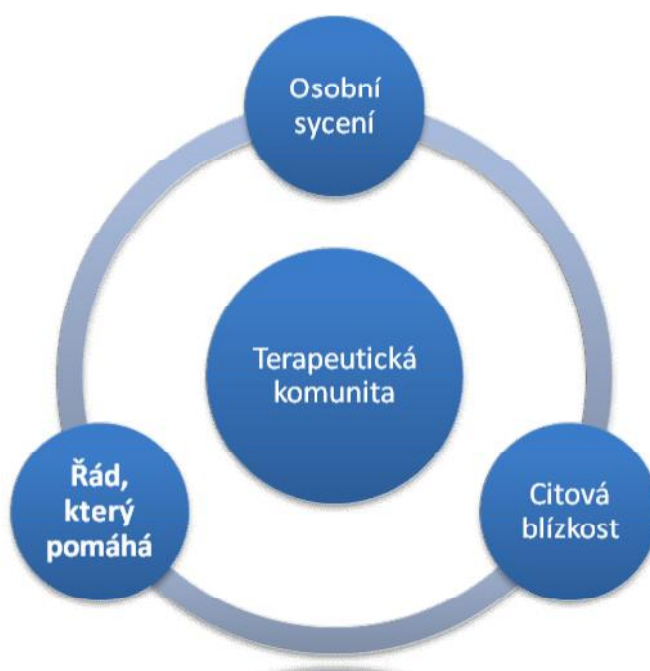 Osobní
sycení
Terapeutická
komunita
Řád,
který
pomáhá
Citová
blízkost